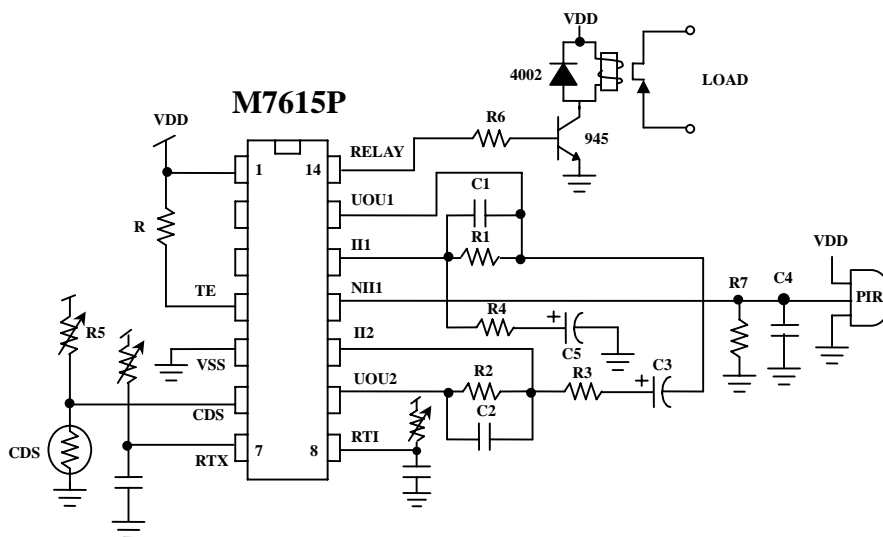 VDD
4002
LOAD
M7615P
R6
VDD
RELAY
945
1
14
UOU1
C1
R
II1
R1
VDD
TE
NII1
R7
C4
PIR
R5
R4
+
II2
C5
VSS
UOU2
R2
R3
+
C3
CDS
C2
CDS
7
8
RTI
RTX